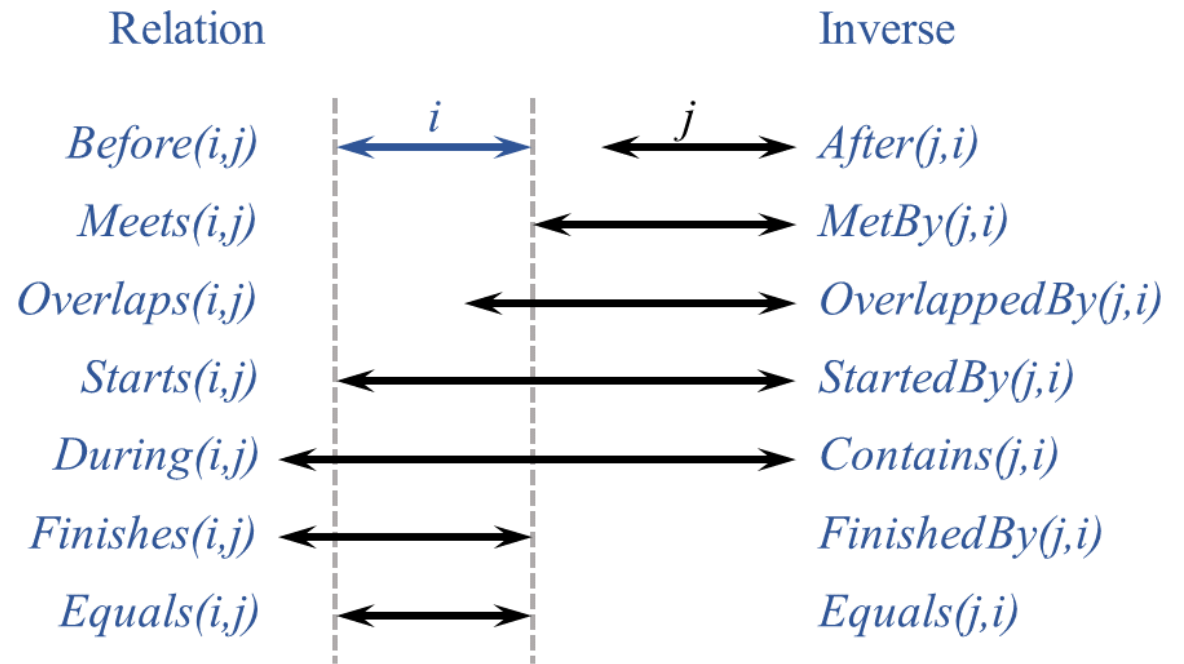 Relation Inverse
Before(i,j) i j After(j,i)
Meets(i,j) MetBy(j,i)
Overlaps(i,j) OverlappedBy(j,i)
Starts(i,j) StartedBy(j,i)
During(i,j) Contains(j,i)
Finishes(i,j) FinishedBy(j,i)
Equals(i,j) Equals(j,i)